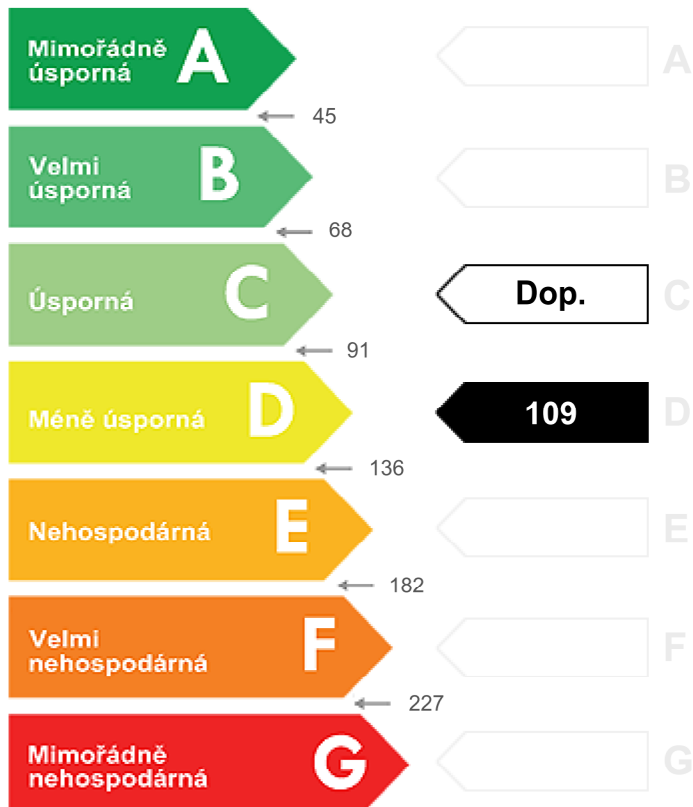 Mimořádně
úsporná
A
A
45
Velmi
úsporná
B
B
68
Úsporná
C
Dop.
C
91
Méně úsporná
D
109
D
136
Nehospodárná
E
E
182
Velmi
nehospodárná
F
F
227
Mimořádně
nehospodárná
G
G